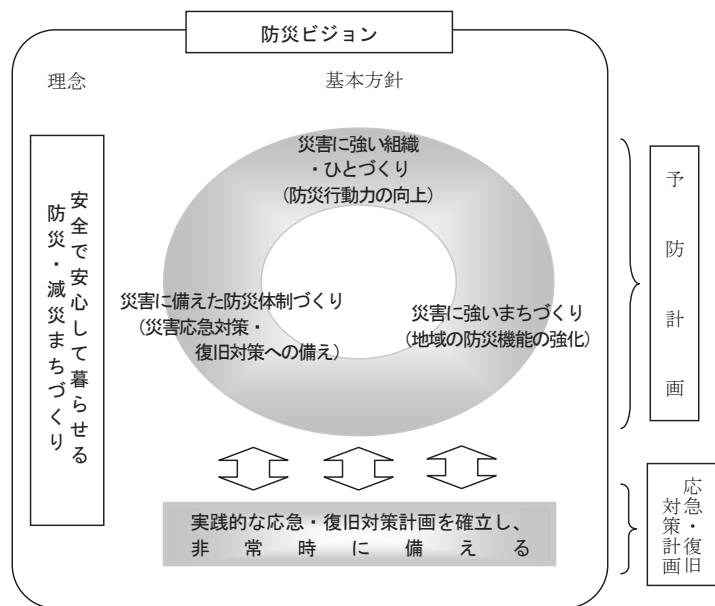 防災ビジョン
理念
基本方針
安全で安心して暮らせる
防災・減災まちづくり
災害に強い組織
・ひとづくり
(防災行動力の向上)
災害に備えた防災体制づくり
(災害応急対策・
復旧対策への備え)
災害に強いまちづくり
(地域の防災機能の強化)
予防計画
実践的な応急・復旧対策計画を確立し、
非常時に備える
応急・復旧
対策計画